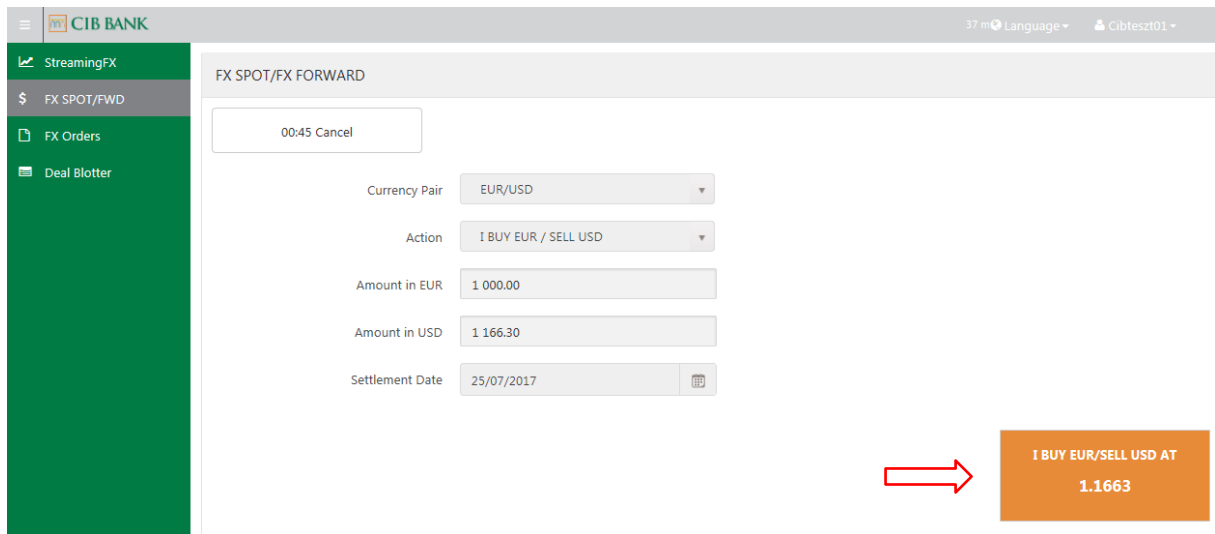 CIB BANK
37 m Language
Cibteszt01
StreamingFX
$ FX SPOT/FWD
FX Orders
Deal Blotter
FX SPOT/FX FORWARD
00:45 Cancel
Currency Pair EUR/USD
Action I BUY EUR / SELL USD
Amount in EUR 1 000.00
Amount in USD 1 166.30
Settlement Date 25/07/2017
I BUY EUR/SELL USD AT
1.1663